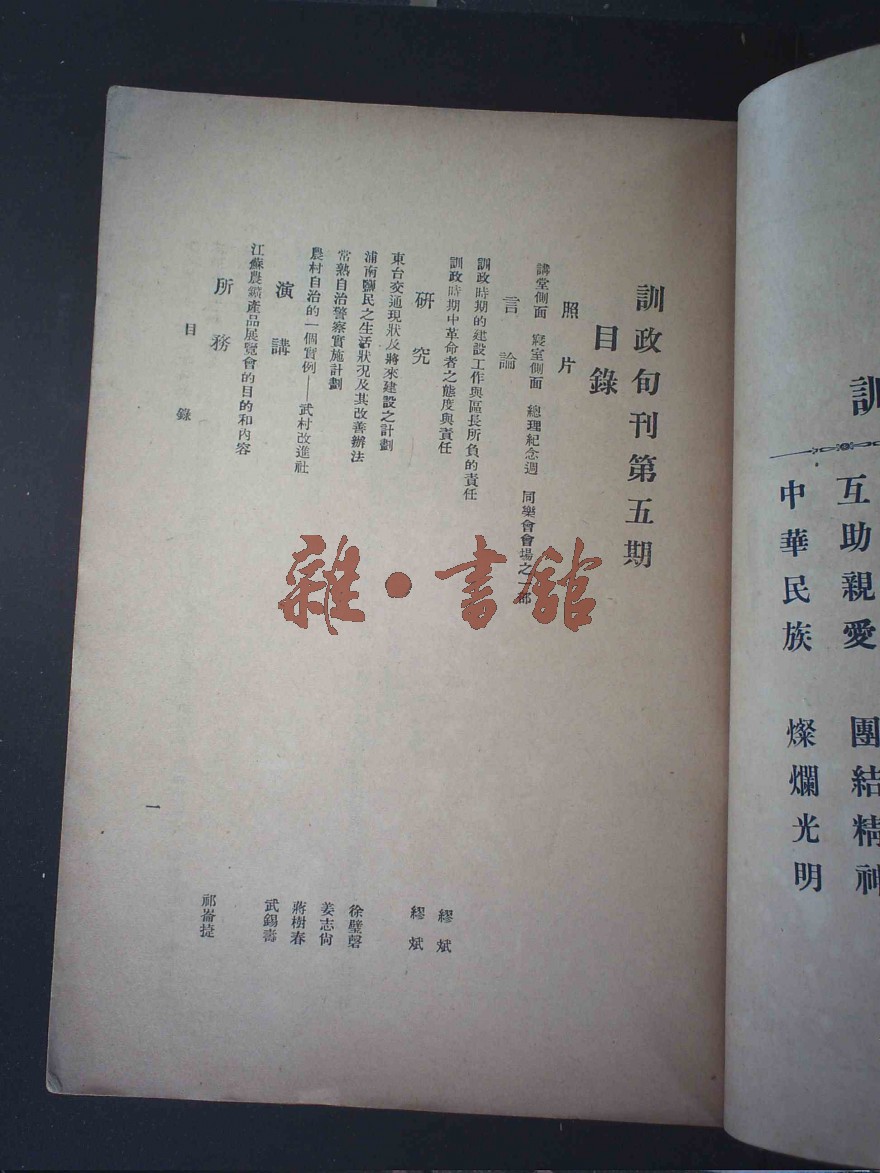 訓政旬刊第五期
目錄
照片
講堂側面　寢室側面　總理紀念週　同樂會會場之一部
言論
訓政時期的建設工作與區長所負的責任　繆斌
訓政時期中革命者之態度與責任　繆斌
研究
東台交通現狀及將來建設之計劃　徐璧磬
浦南鹽民之生活狀况及其改善辦法　姜志尙
常熟自治警察實施計劃　蔣樹春
農村自治的一個實例——武村改進社　武錫壽
演講
江蘇農鑛產品展覽會的目的和內容　祁崙捷
所務
目錄
一
雜·書舘
訓
互助親愛　團結精神
中華民族　燦爛光明